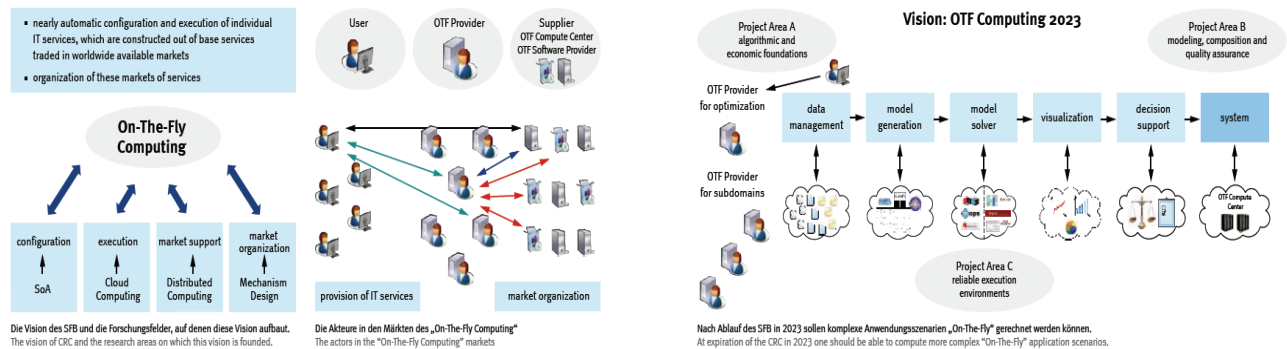 ▪ nearly automatic configuration and execution of individual
IT services, which are constructed out of base services
traded in worldwide available markets
▪ organization of these markets of services
On-The-Fly
Computing
configuration
SoA
execution
Cloud
Computing
market support
Distributed
Computing
market
organization
Mechanism
Design
Die Vision des SFB und die Forschungsfelder, auf denen diese Vision aufbaut.
The vision of CRC and the research areas on which this vision is founded.
User
OTF Provider
Supplier
OTF Compute Center
OTF Software Provider
provision of IT services
market organization
Die Akteure in den Märkten des „On-The-Fly Computing“
The actors in the “On-The-Fly Computing” markets
Vision: OTF Computing 2023
Project Area A
algorithmic and
economic foundations
Project Area B
modeling, composition and
quality assurance
OTF Provider
for optimization
data
management
model
generation
model
solver
visualization
decision
support
system
OTF Provider
for subdomains
OTF Compute
Center
Project Area C
reliable execution
environments
Nach Ablauf des SFB in 2023 sollen komplexe Anwendungsszenarien „On-The-Fly“ gerechnet werden können.
At expiration of the CRC in 2023 one should be able to compute more complex “On-The-Fly” application scenarios.